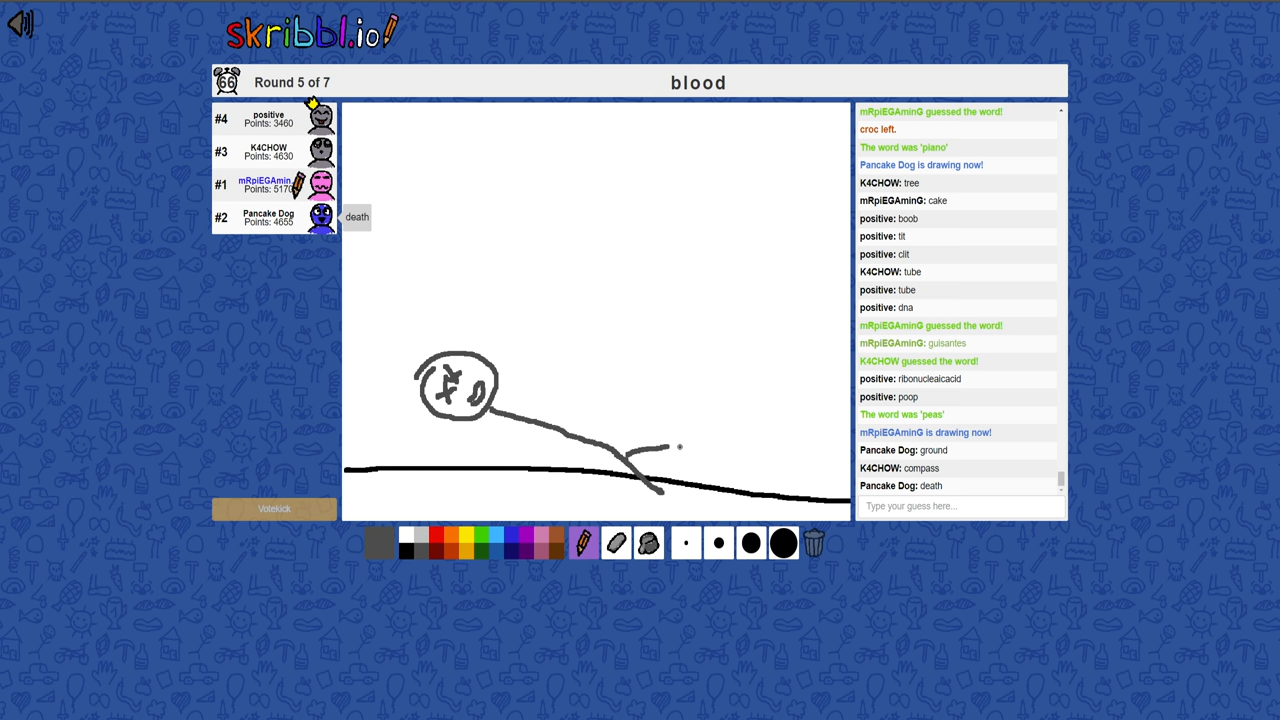 skribbl.io
66
Round 5 of 7
blood
#4
positive
Points: 3460
#3
K4CHOW
Points: 4630
#1
mRpiEGAmin
Points: 5170
#2
Pancake Dog
Points: 4655
death
Votekick
mRpiEGAminG guessed the word!
croc left.
The word was 'piano'
Pancake Dog is drawing now!
K4CHOW: tree
mRpiEGAminG: cake
positive: boob
positive: tit
positive: clit
K4CHOW: tube
positive: tube
positive: dna
mRpiEGAminG guessed the word!
mRpiEGAminG: guisantes
K4CHOW guessed the word!
positive: ribonucleaicacid
positive: poop
The word was 'peas'
mRpiEGAminG is drawing now!
Pancake Dog: ground
K4CHOW: compass
Pancake Dog: death
Type your guess here...